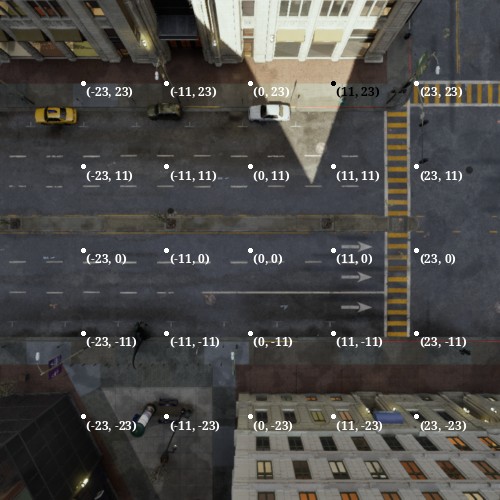 (-23, 23) (-11, 23) (0, 23) (11, 23) (23, 23)
(-23, 11) (-11, 11) (0, 11) (11, 11) (23, 11)
(-23, 0) (-11, 0) (0, 0) (11, 0) (23, 0)
(-23, -11) (-11, -11) (0, -11) (11, -11) (23, -11)
(-23, -23) (-11, -23) (0, -23) (11, -23) (23, -23)